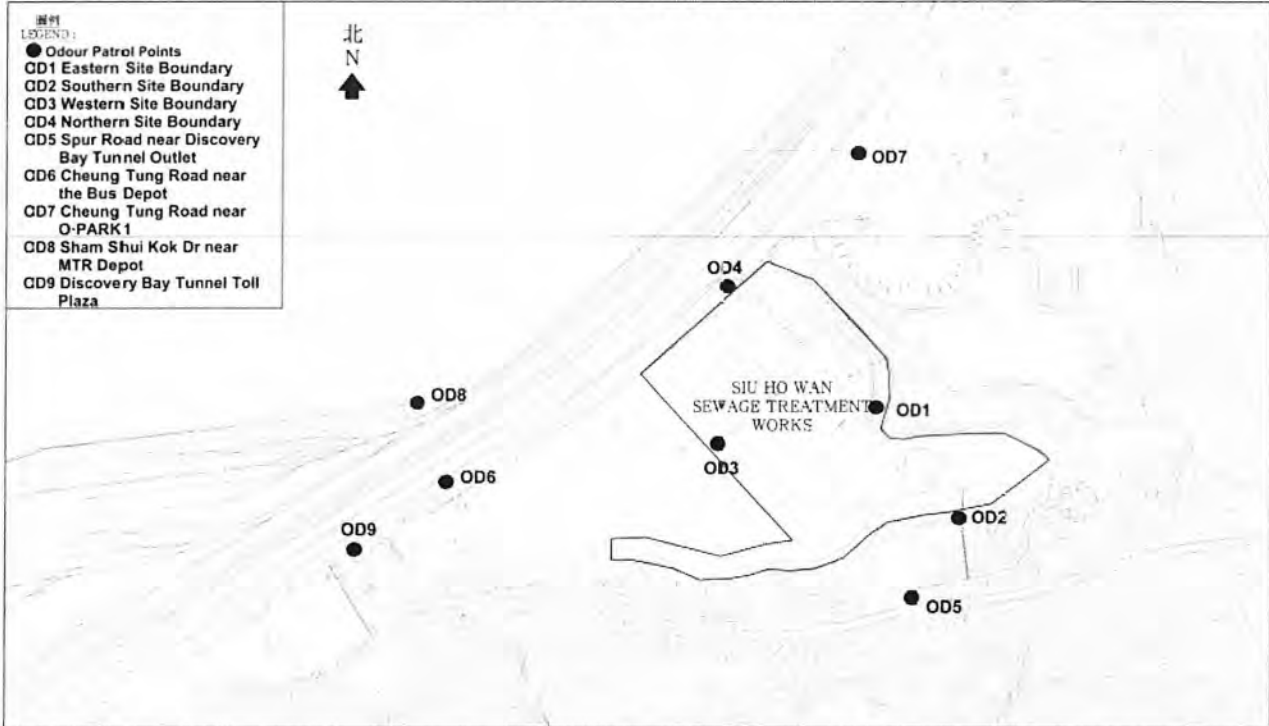 圖例
LEGEND:
Odour Patrol Points
OD1 Eastern Site Boundary
OD2 Southern Site Boundary
OD3 Western Site Boundary
OD4 Northern Site Boundary
OD5 Spur Road near Discovery
Bay Tunnel Outlet
OD6 Cheung Tung Road near
the Bus Depot
OD7 Cheung Tung Road near
O·PARK1
OD8 Sham Shui Kok Dr near
MTR Depot
OD9 Discovery Bay Tunnel Toll
Plaza
北
N
OD7
OD4
OD8
SIU HO WAN
SEWAGE TREATMENT
WORKS
OD1
OD3
OD6
OD2
OD9
OD5